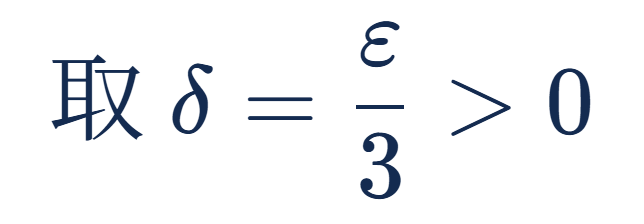 取 δ = ε/3 > 0